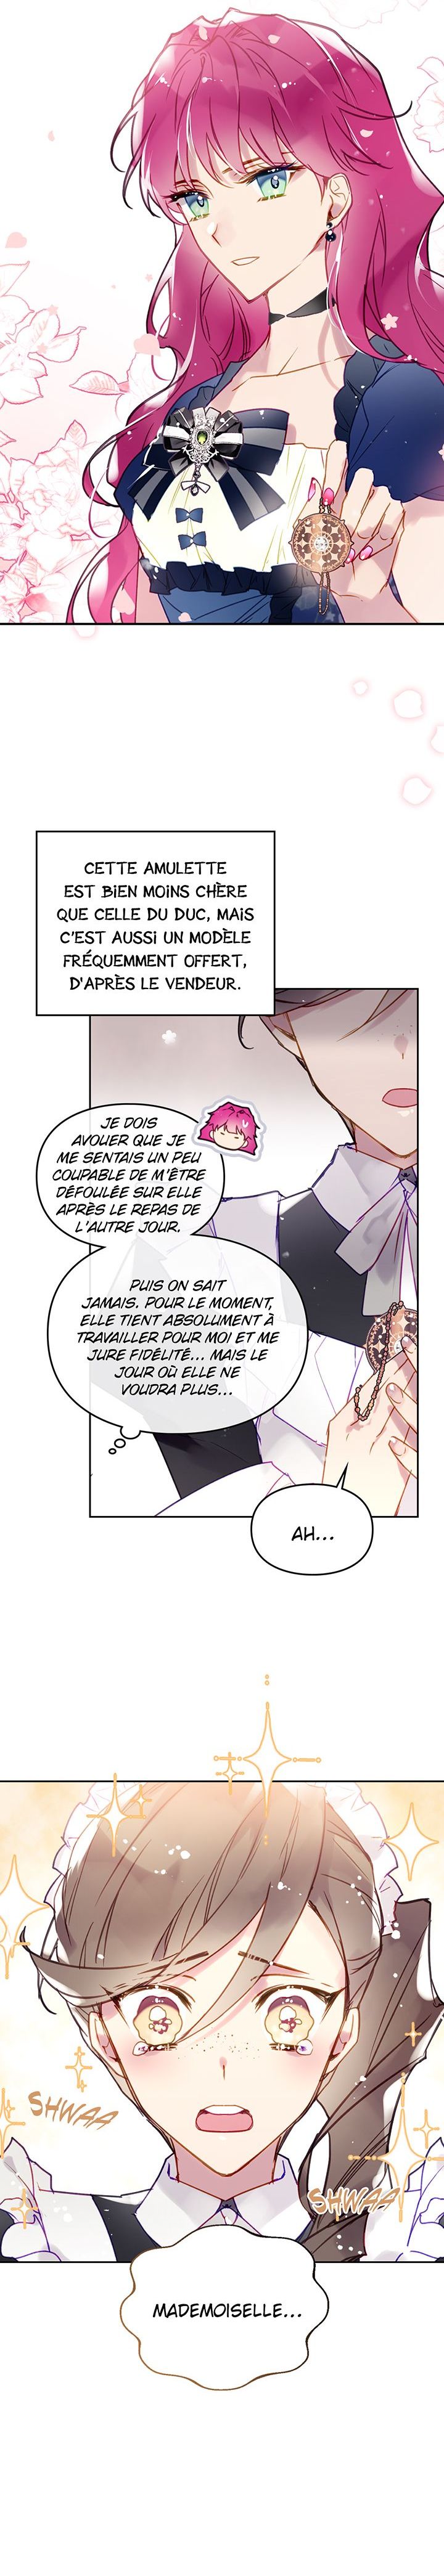 CETTE AMULETTE
EST BIEN MOINS CHÈRE
QUE CELLE DU DUC, MAIS
C'EST AUSSI UN MODÈLE
FRÉQUEMMENT OFFERT,
D'APRÈS LE VENDEUR.
JE DOIS
AVOUER QUE JE
ME SENTAIS UN PEU
COUPABLE DE M'ÊTRE
DÉFOULÉE SUR ELLE
APRÈS LE REPAS DE
L'AUTRE JOUR.
PUIS ON SAIT
JAMAIS. POUR LE MOMENT,
ELLE TIENT ABSOLUMENT À
TRAVAILLER POUR MOI ET ME
JURE FIDÉLITÉ... MAIS LE
JOUR OÙ ELLE NE
VOUDRA PLUS...
AH...
SHWAA
SHWAA
MADEMOISELLE...